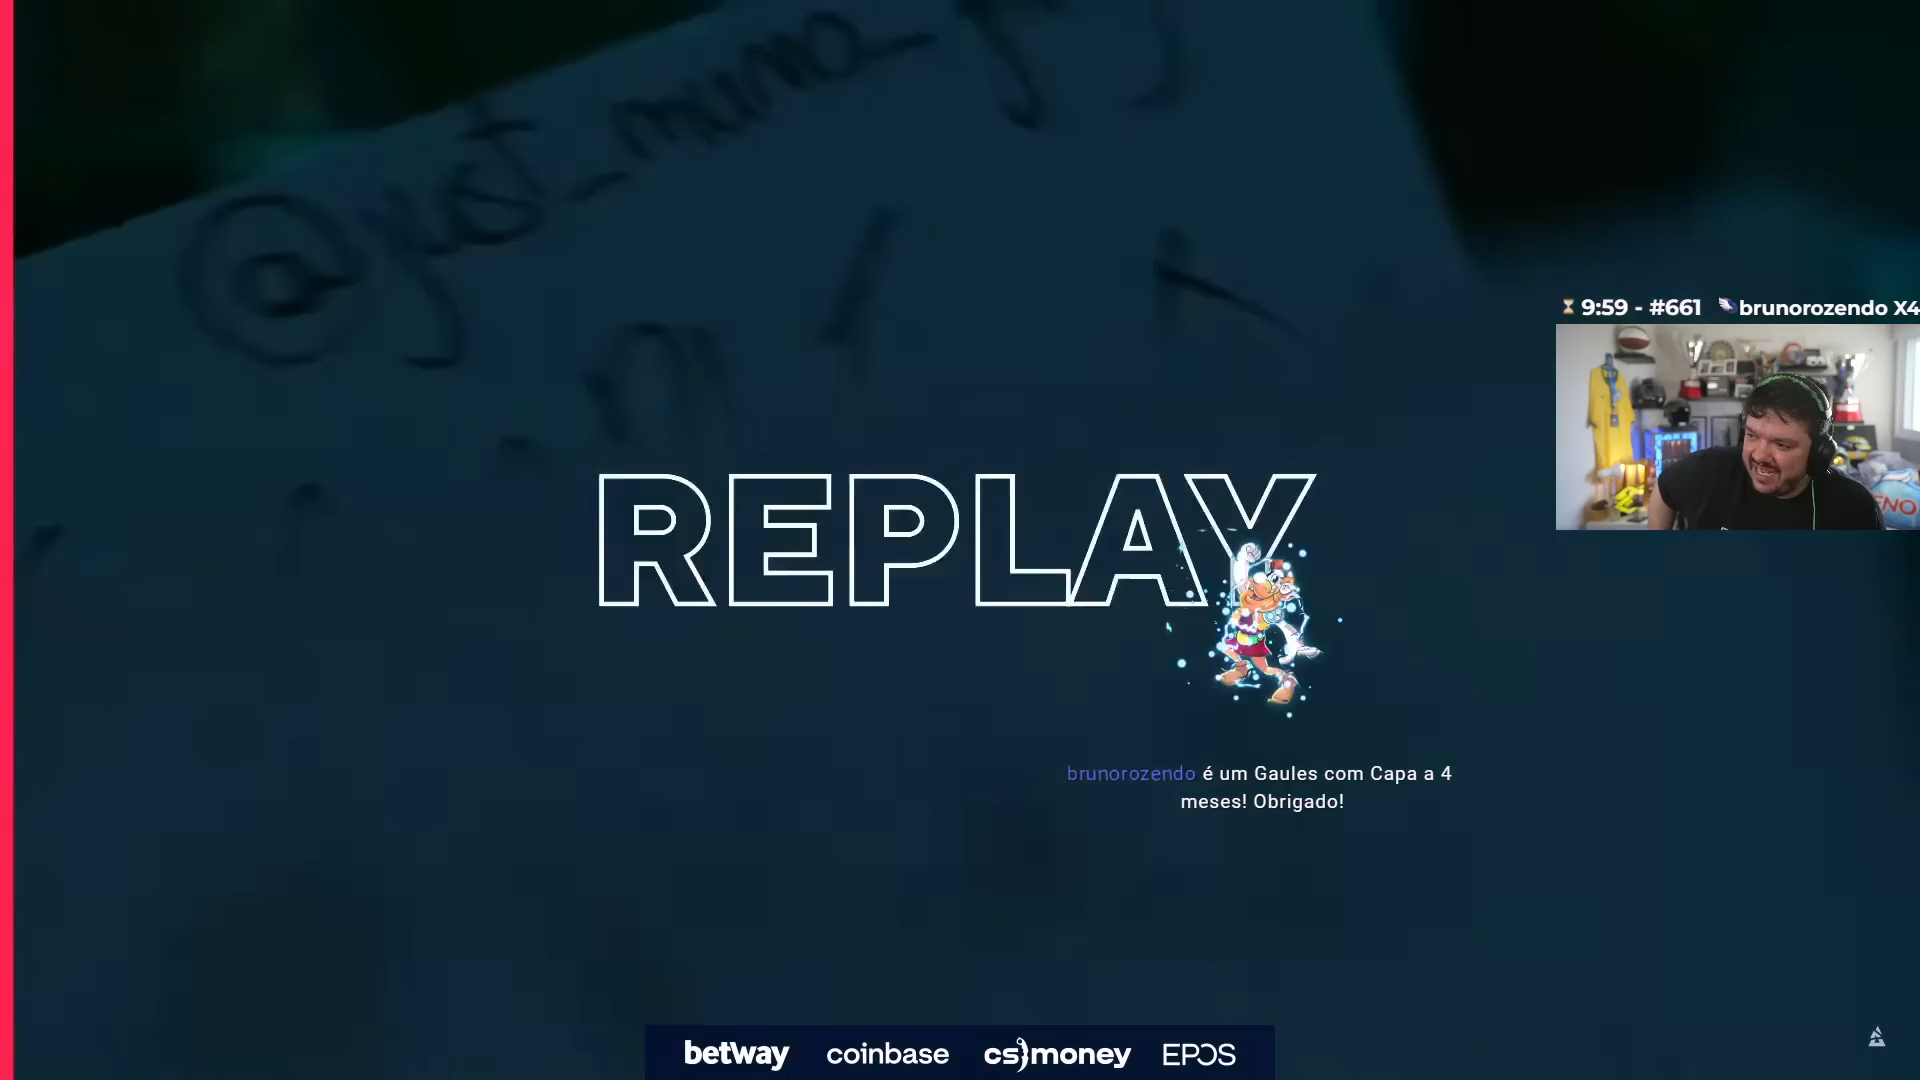 @just_muno_
9:59 - #661 brunorozendo X4
REPLAY
brunorozendo é um Gaules com Capa a 4
meses! Obrigado!
betway coinbase cs money EPOS